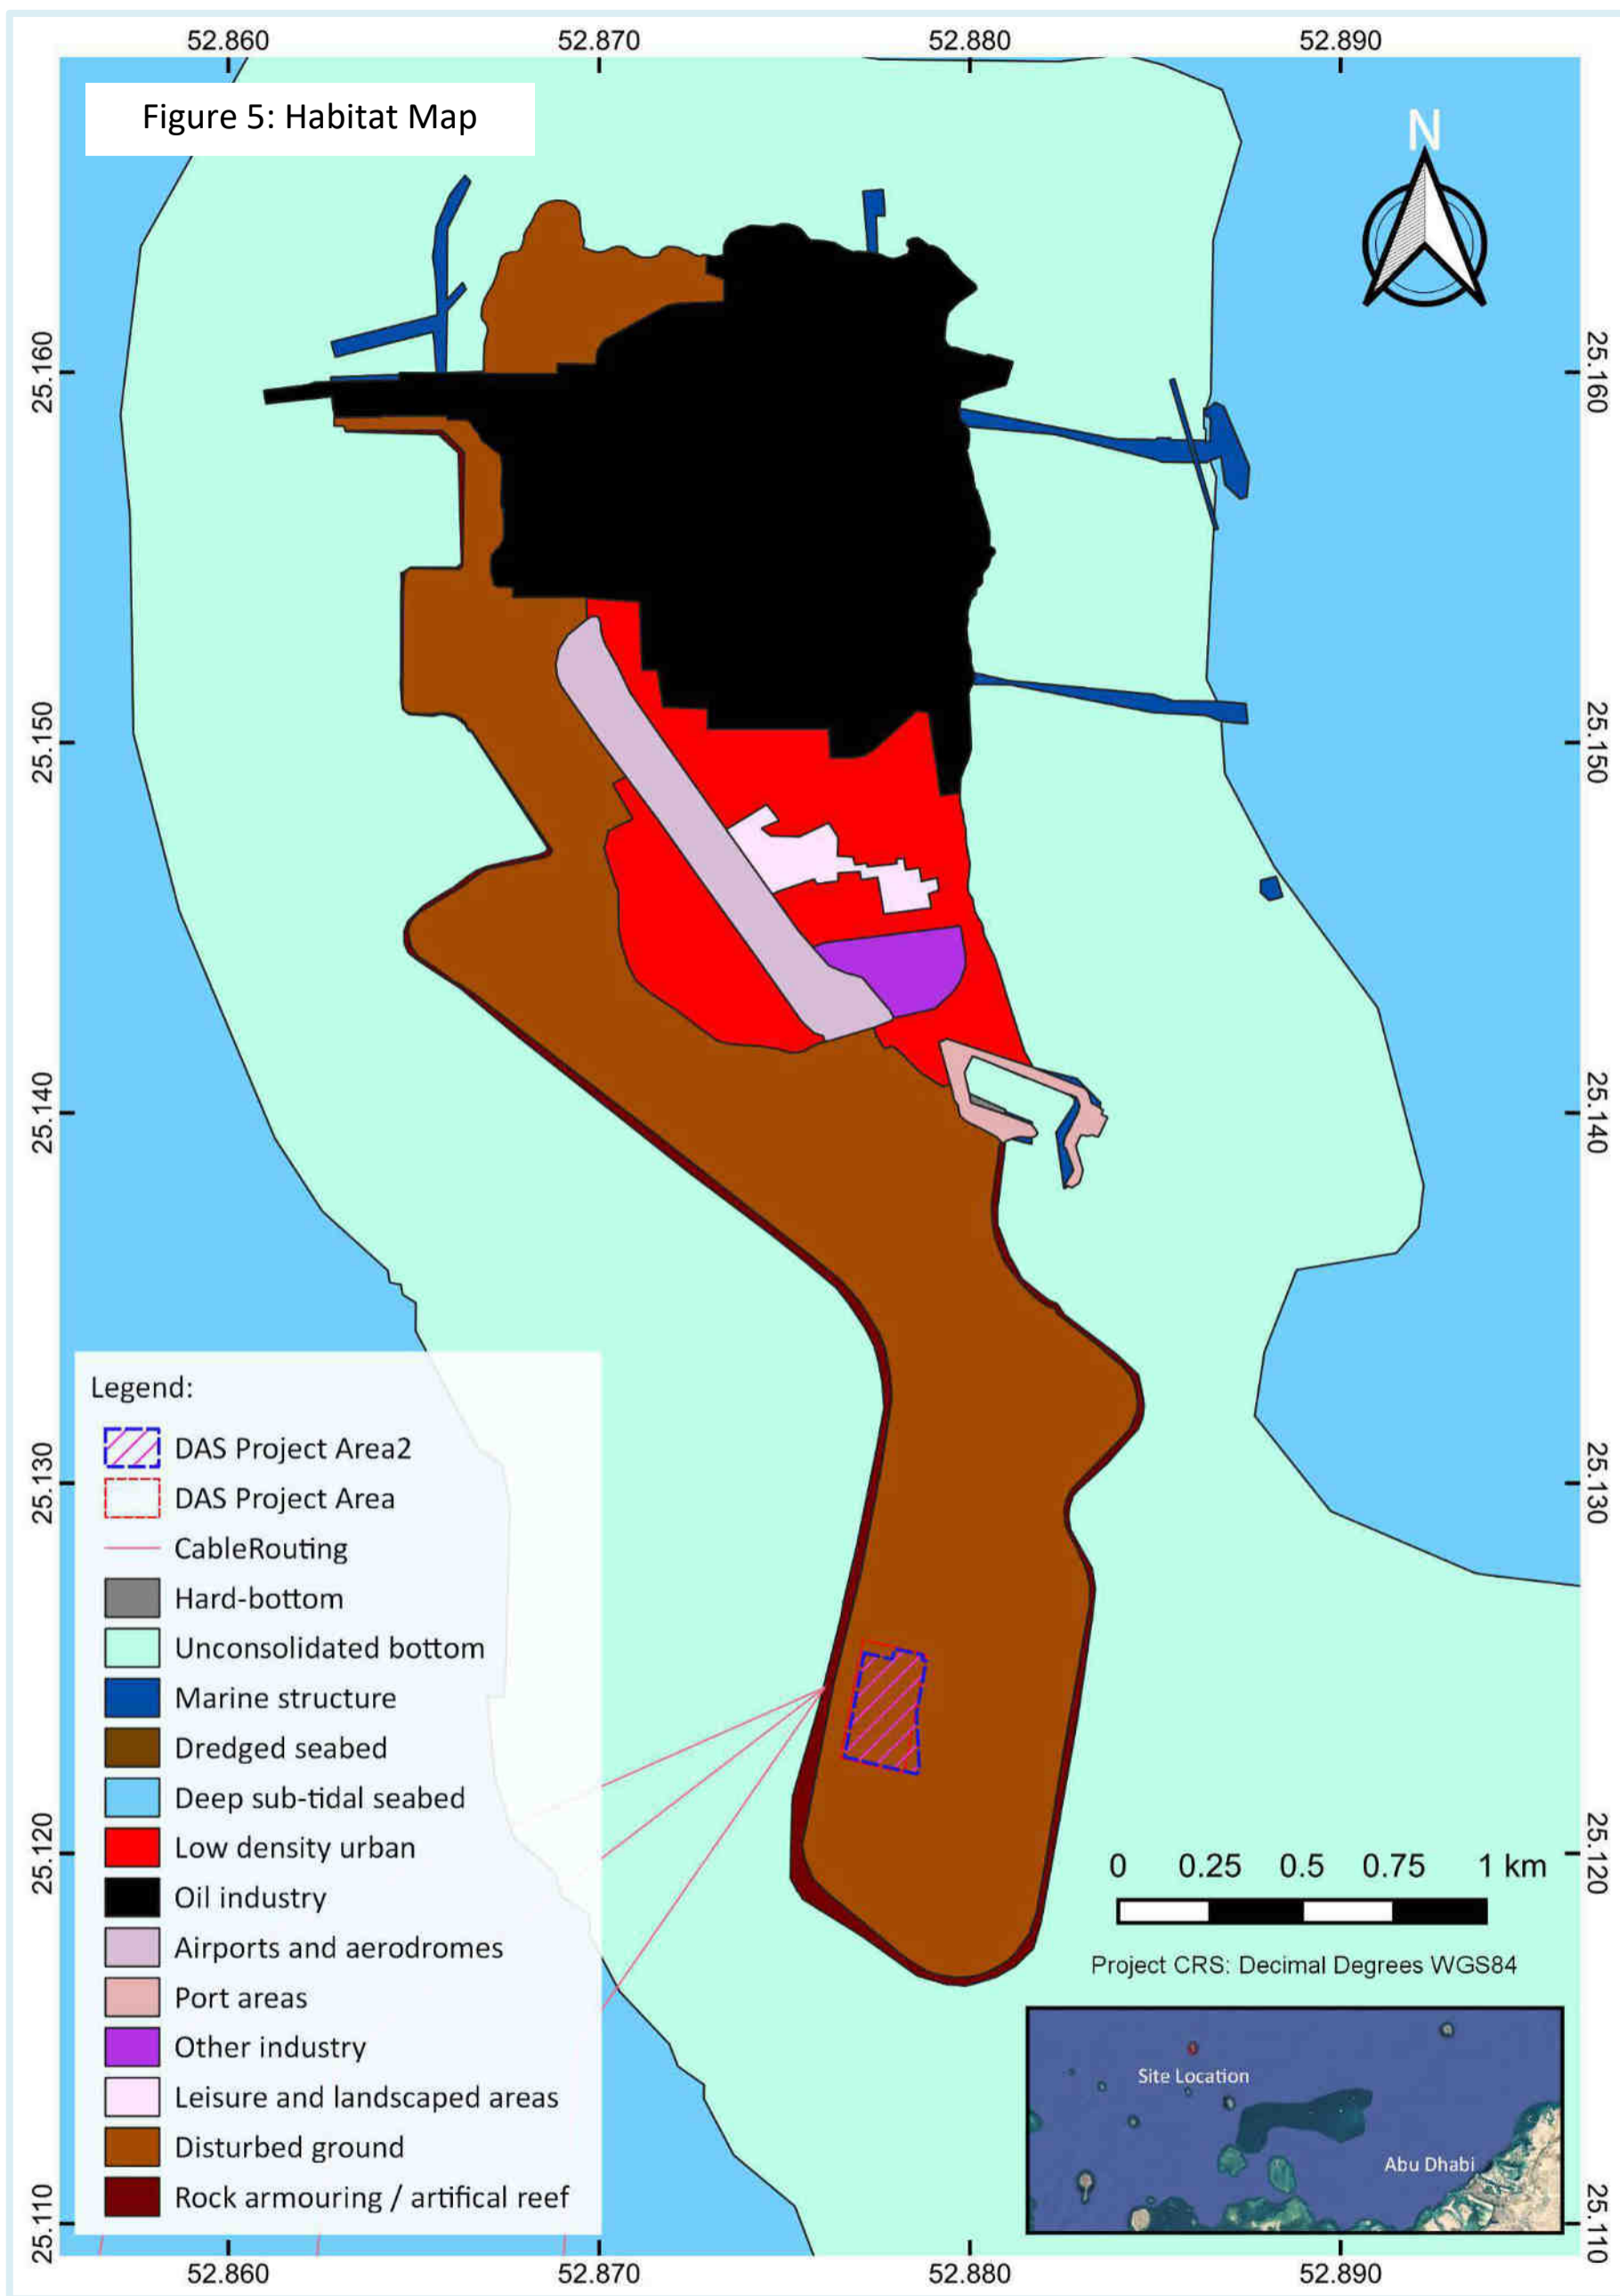 52.860
52.870
52.880
52.890
Figure 5: Habitat Map
N
25.160
25.160
25.150
25.150
25.140
25.140
25.130
25.130
25.120
25.120
25.110
25.110
Legend:
DAS Project Area2
DAS Project Area
CableRouting
Hard-bottom
Unconsolidated bottom
Marine structure
Dredged seabed
Deep sub-tidal seabed
Low density urban
Oil industry
Airports and aerodromes
Port areas
Other industry
Leisure and landscaped areas
Disturbed ground
Rock armouring / artifical reef
0 0.25 0.5 0.75 1 km
Project CRS: Decimal Degrees WGS84
Site Location
Abu Dhabi
52.860
52.870
52.880
52.890